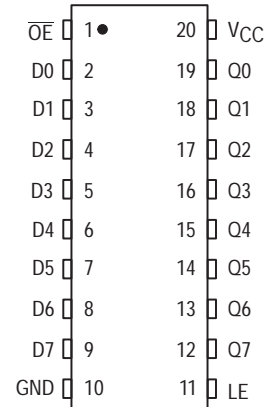 O̅E̅ 1 20 VCC
D0 2 19 Q0
D1 3 18 Q1
D2 4 17 Q2
D3 5 16 Q3
D4 6 15 Q4
D5 7 14 Q5
D6 8 13 Q6
D7 9 12 Q7
GND 10 11 LE